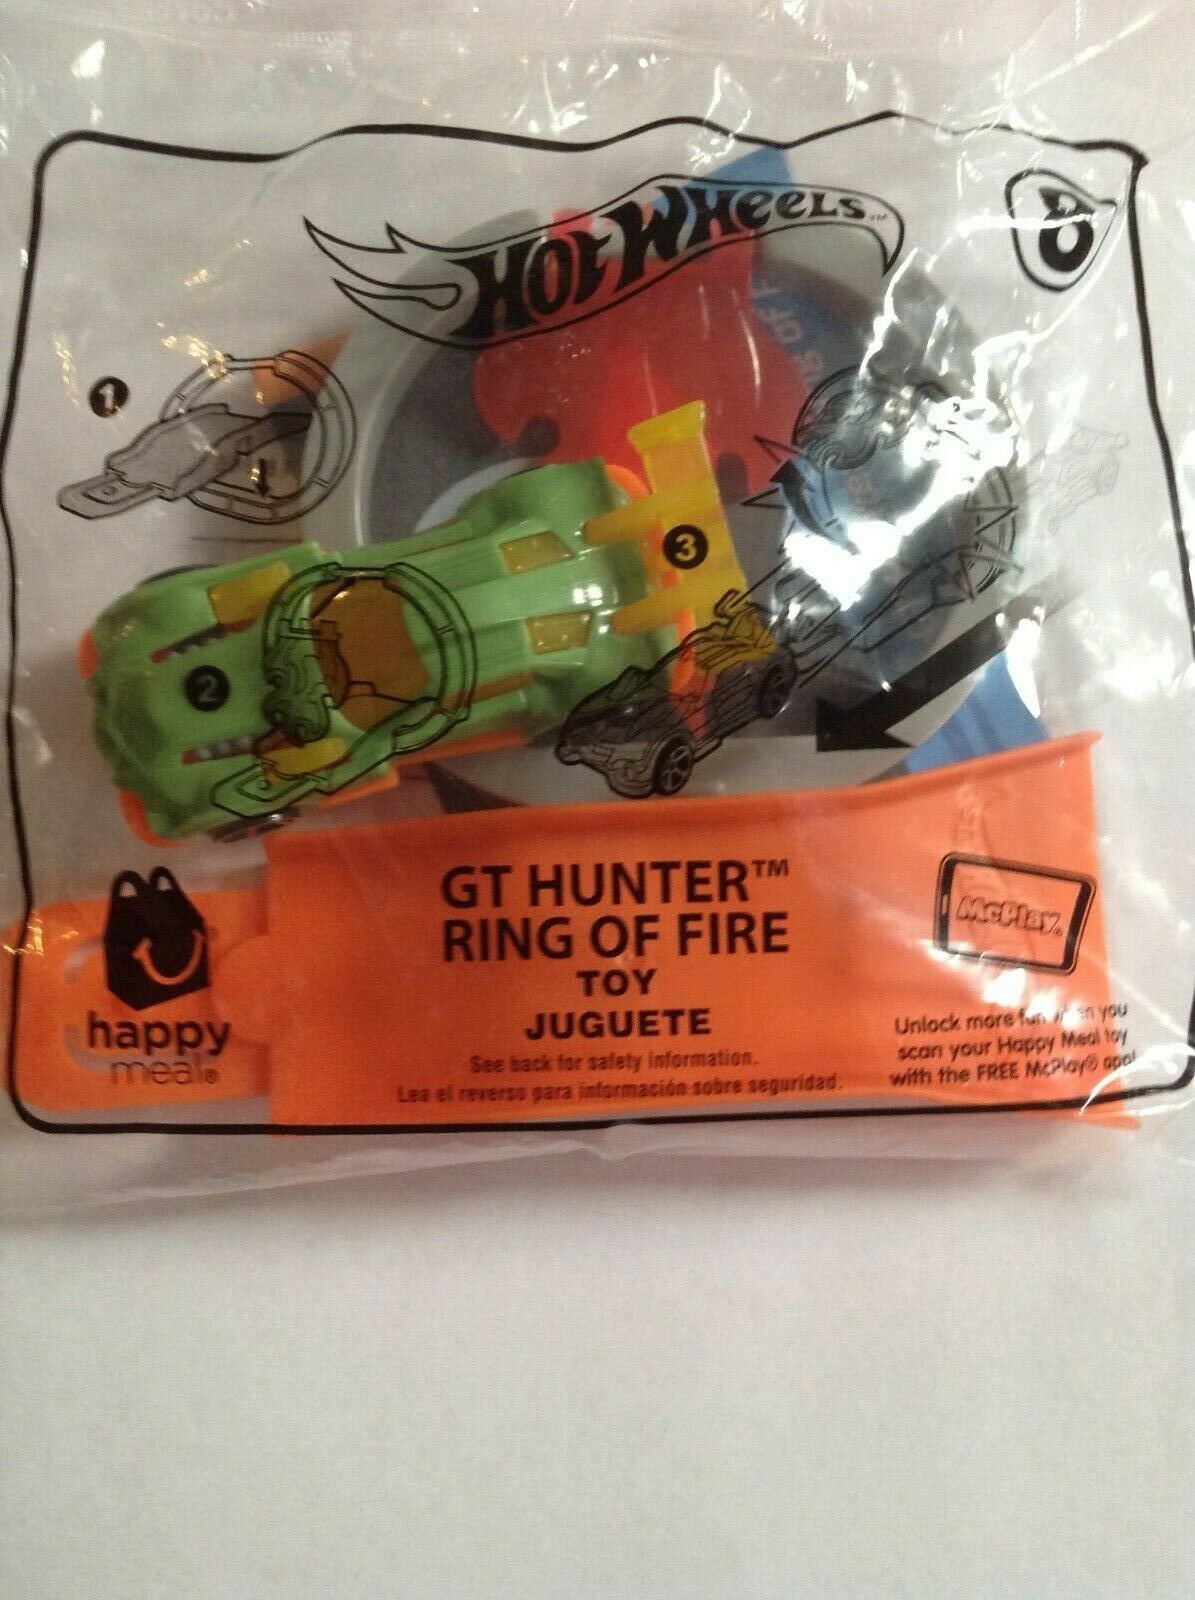 HOT WHEELS™
8
1
2
3
GT HUNTER™
RING OF FIRE
TOY
JUGUETE
See back for safety information.
Lea el reverso para información sobre seguridad.
happy
meal®
McPlay®
Unlock more fun when you
scan your Happy Meal toy
with the FREE McPlay® app!